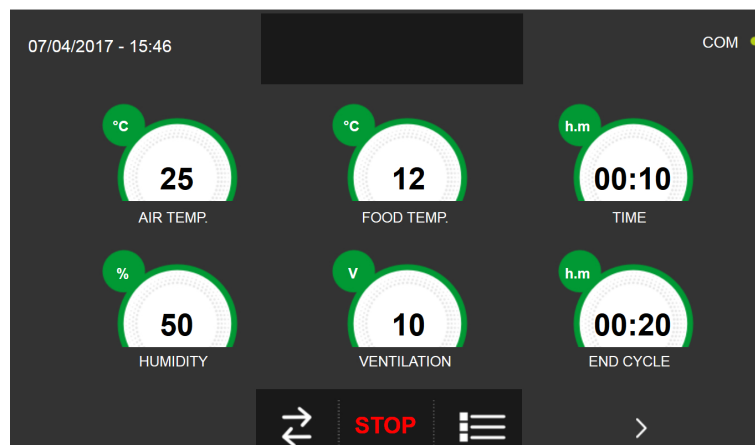 07/04/2017 - 15:46
COM
°C
25
AIR TEMP.
°C
12
FOOD TEMP.
h.m
00:10
TIME
%
50
HUMIDITY
V
10
VENTILATION
h.m
00:20
END CYCLE
STOP